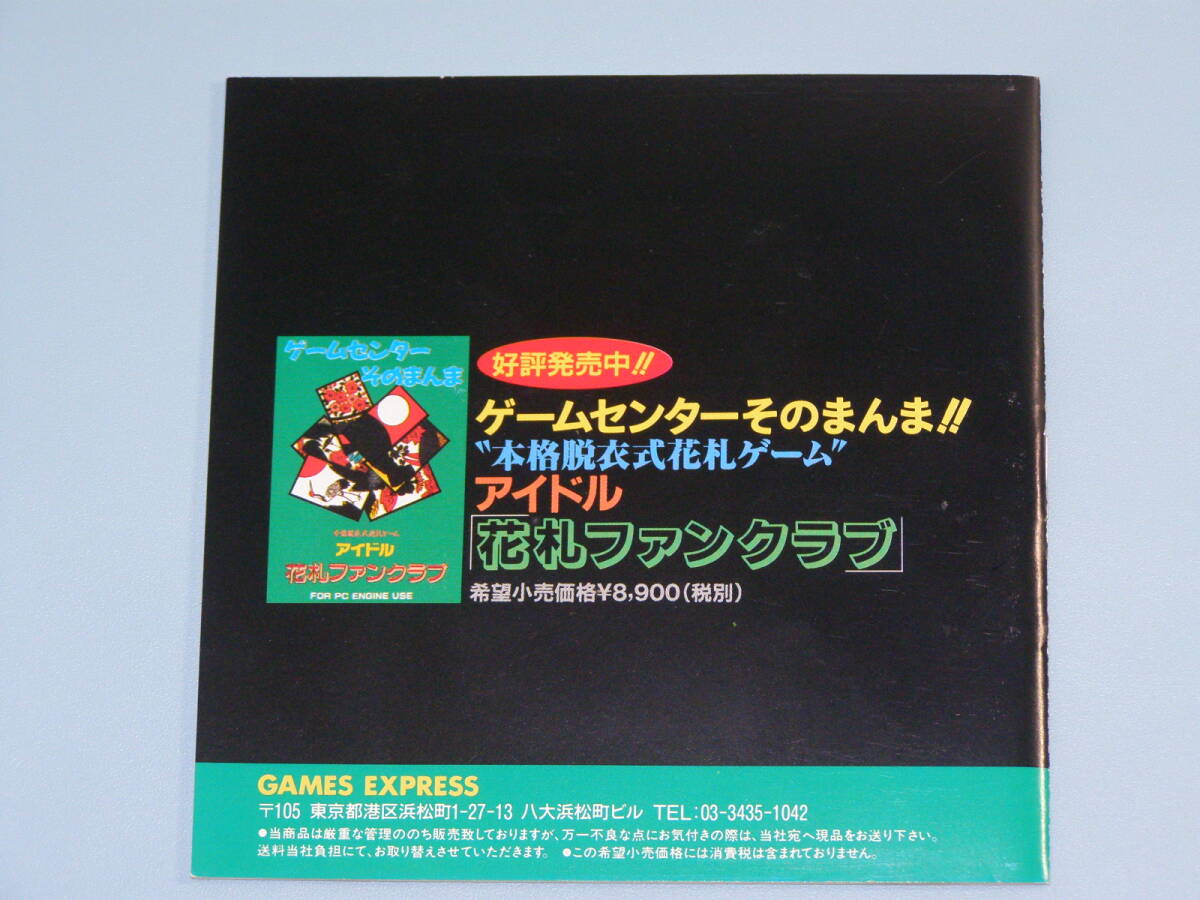 ゲームセンター
そのまんま
アイドル
花札ファンクラブ
FOR PC ENGINE USE
好評発売中!!
ゲームセンターそのまんま!!
〝本格脱衣式花札ゲーム〟
アイドル
「花札ファンクラブ」
希望小売価格¥8,900(税別)
GAMES EXPRESS
〒105 東京都港区浜松町1-27-13 八大浜松町ビル TEL:03-3435-1042
●当商品は厳重な管理ののち販売致しておりますが、万一不良な点にお気付きの際は、当社宛へ現品をお送り下さい。
送料当社負担にて、お取り替えさせていただきます。 ●この希望小売価格には消費税は含まれておりません。